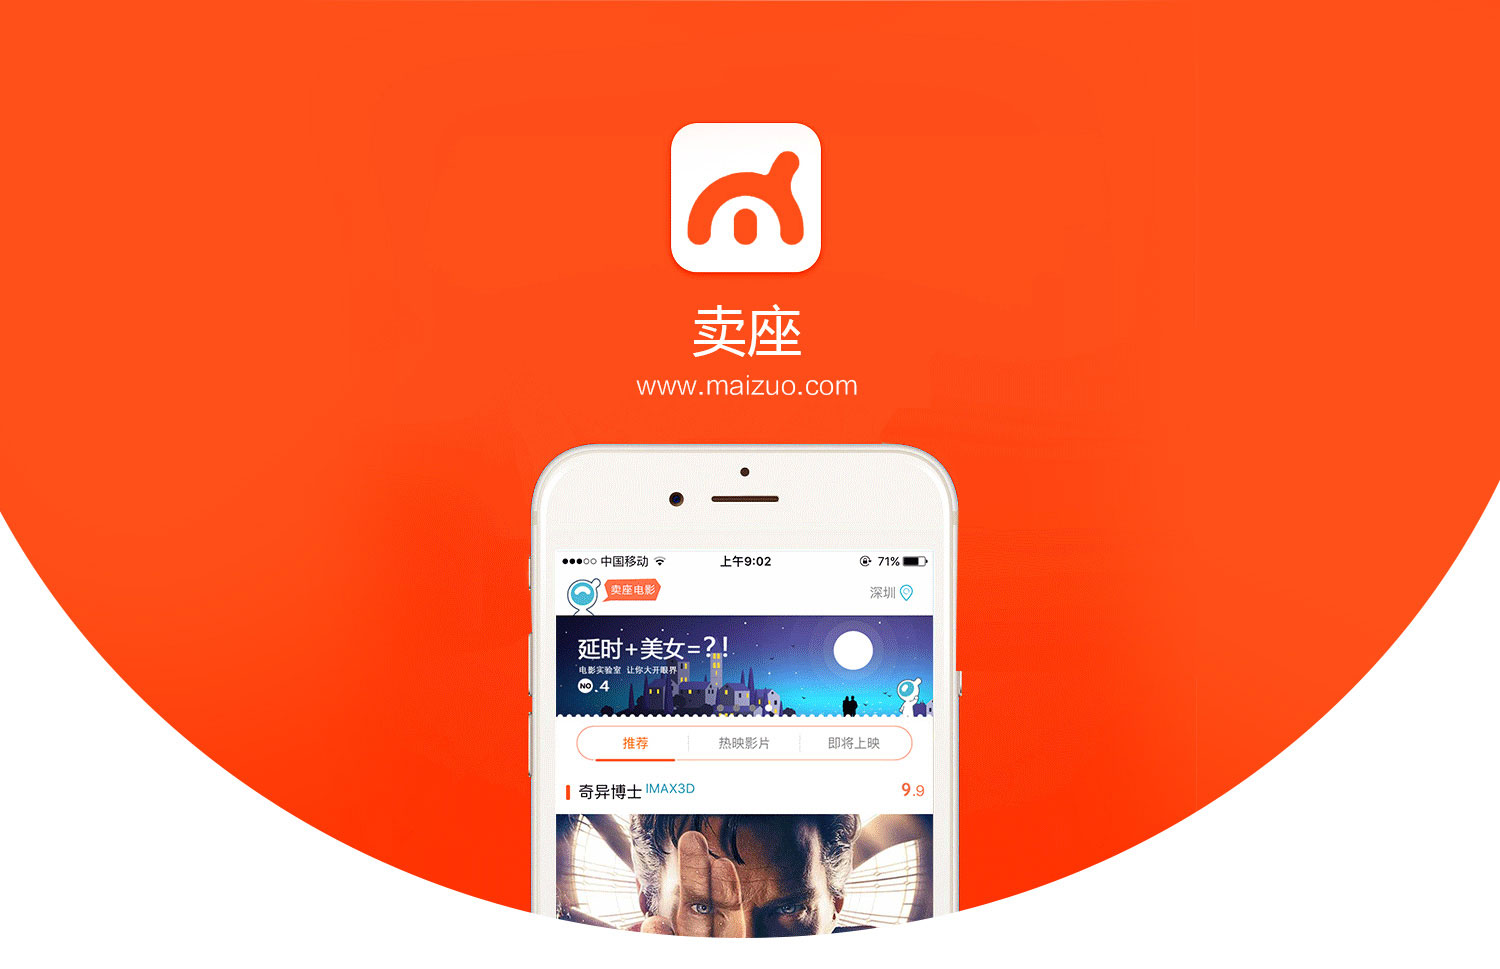 卖座
www.maizuo.com
中国移动
上午9:02
71%
卖座电影
深圳
延时+美女=?!
电影实验室 让你大开眼界
NO.4
推荐
热映影片
即将上映
奇异博士 IMAX3D
9.9